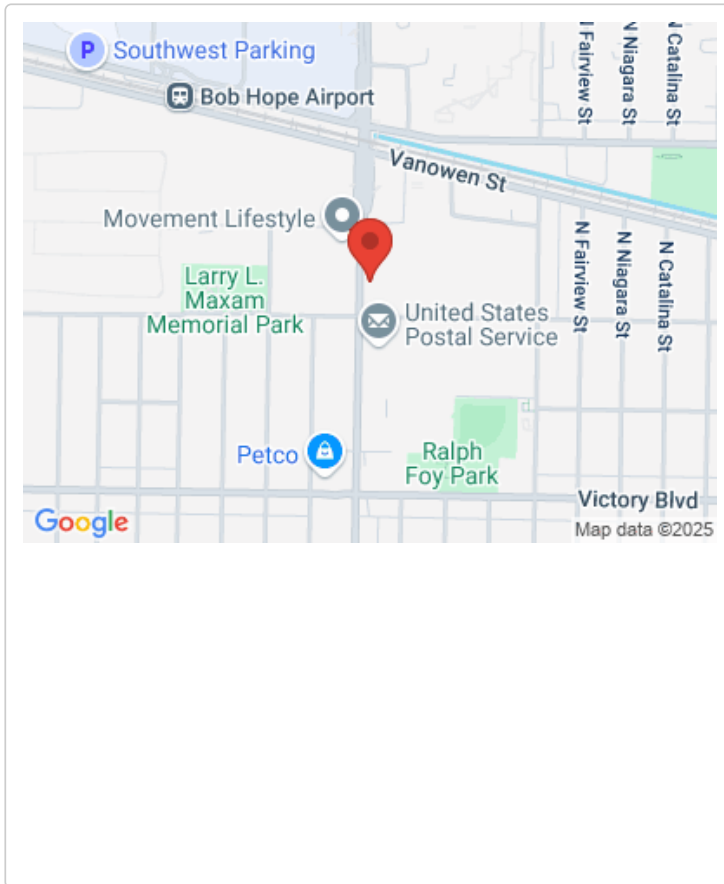 P
Southwest Parking
Bob Hope Airport
N Fairview St
N Niagara St
N Catalina St
Vanowen St
Movement Lifestyle
N Fairview St
N Niagara St
N Catalina St
Larry L.
Maxam
Memorial Park
United States
Postal Service
Petco
Ralph
Foy Park
Victory Blvd
Google
Map data ©2025